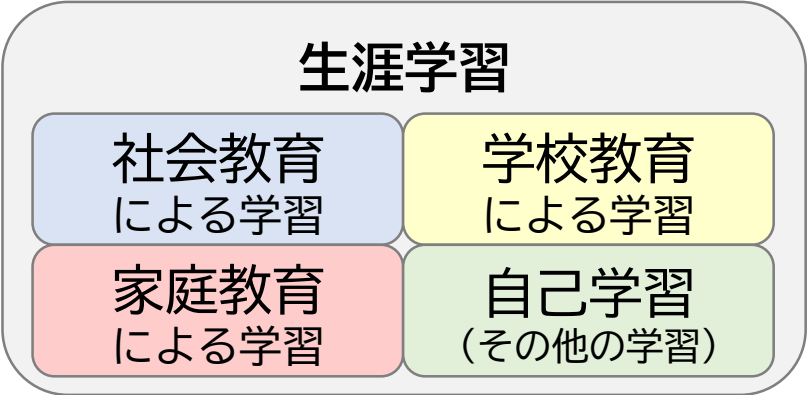 生涯学習
社会教育
による学習
学校教育
による学習
家庭教育
による学習
自己学習
（その他の学習）